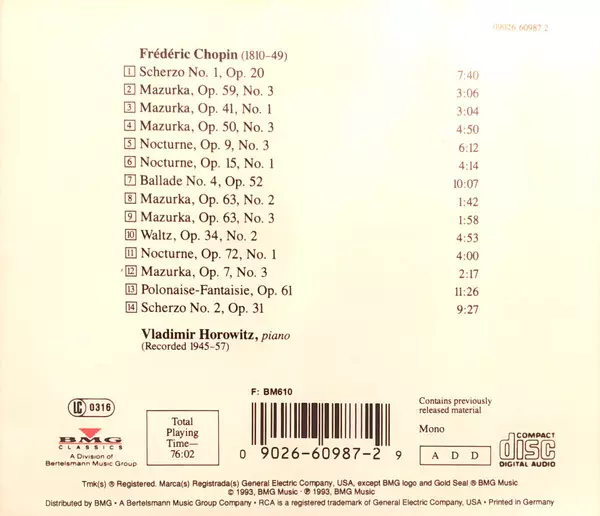 09026 60987 2
Frédéric Chopin (1810–49)
1 Scherzo No. 1, Op. 20 7:40
2 Mazurka, Op. 59, No. 3 3:06
3 Mazurka, Op. 41, No. 1 3:04
4 Mazurka, Op. 50, No. 3 4:50
5 Nocturne, Op. 9, No. 3 6:12
6 Nocturne, Op. 15, No. 1 4:14
7 Ballade No. 4, Op. 52 10:07
8 Mazurka, Op. 63, No. 2 1:42
9 Mazurka, Op. 63, No. 3 1:58
10 Waltz, Op. 34, No. 2 4:53
11 Nocturne, Op. 72, No. 1 4:00
12 Mazurka, Op. 7, No. 3 2:17
13 Polonaise-Fantaisie, Op. 61 11:26
14 Scherzo No. 2, Op. 31 9:27
Vladimir Horowitz, piano
(Recorded 1945-57)
LC 0316
BMG
CLASSICS
A Division of
Bertelsmann Music Group
Total
Playing
Time—
76:02
F: BM610
0 09026-60987-2 9
Contains previously
released material
Mono
A D D
COMPACT
disc
DIGITAL AUDIO
Tmk(s) ® Registered. Marca(s) Registrada(s) General Electric Company, USA, except BMG logo and Gold Seal ® BMG Music
© 1993, BMG Music · ℗ 1993, BMG Music
Distributed by BMG • A Bertelsmann Music Group Company • RCA is a registered trademark of General Electric Company, USA • Printed in Germany